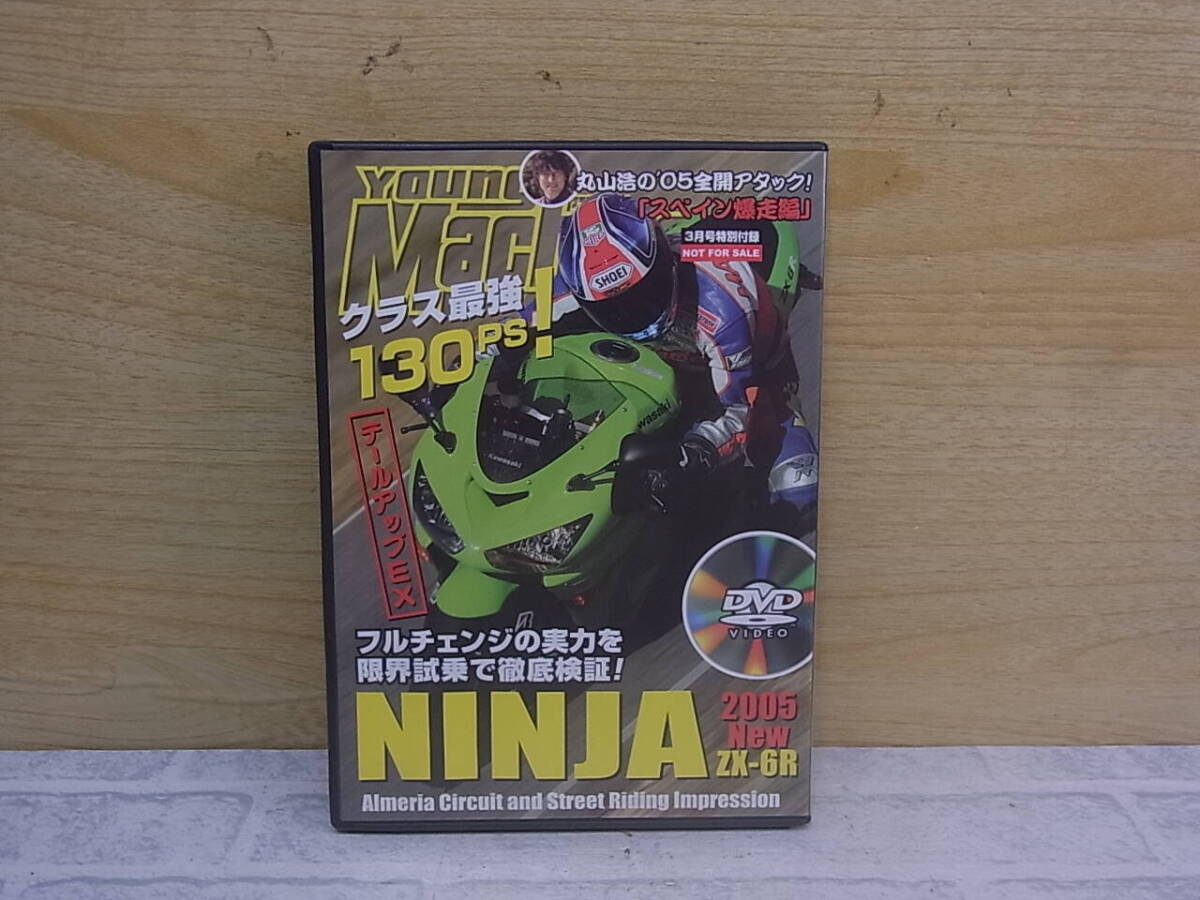 Young
Mach
丸山浩の'05全開アタック!
「スペイン爆走編」
3月号特別付録
NOT FOR SALE
クラス最強
130PS!
SHOEI
ZX-6R
Kawasaki
Kawasaki
テールアップEX
DVD
VIDEO
フルチェンジの実力を
限界試乗で徹底検証!
NINJA
2005
New
ZX-6R
Almeria Circuit and Street Riding Impression